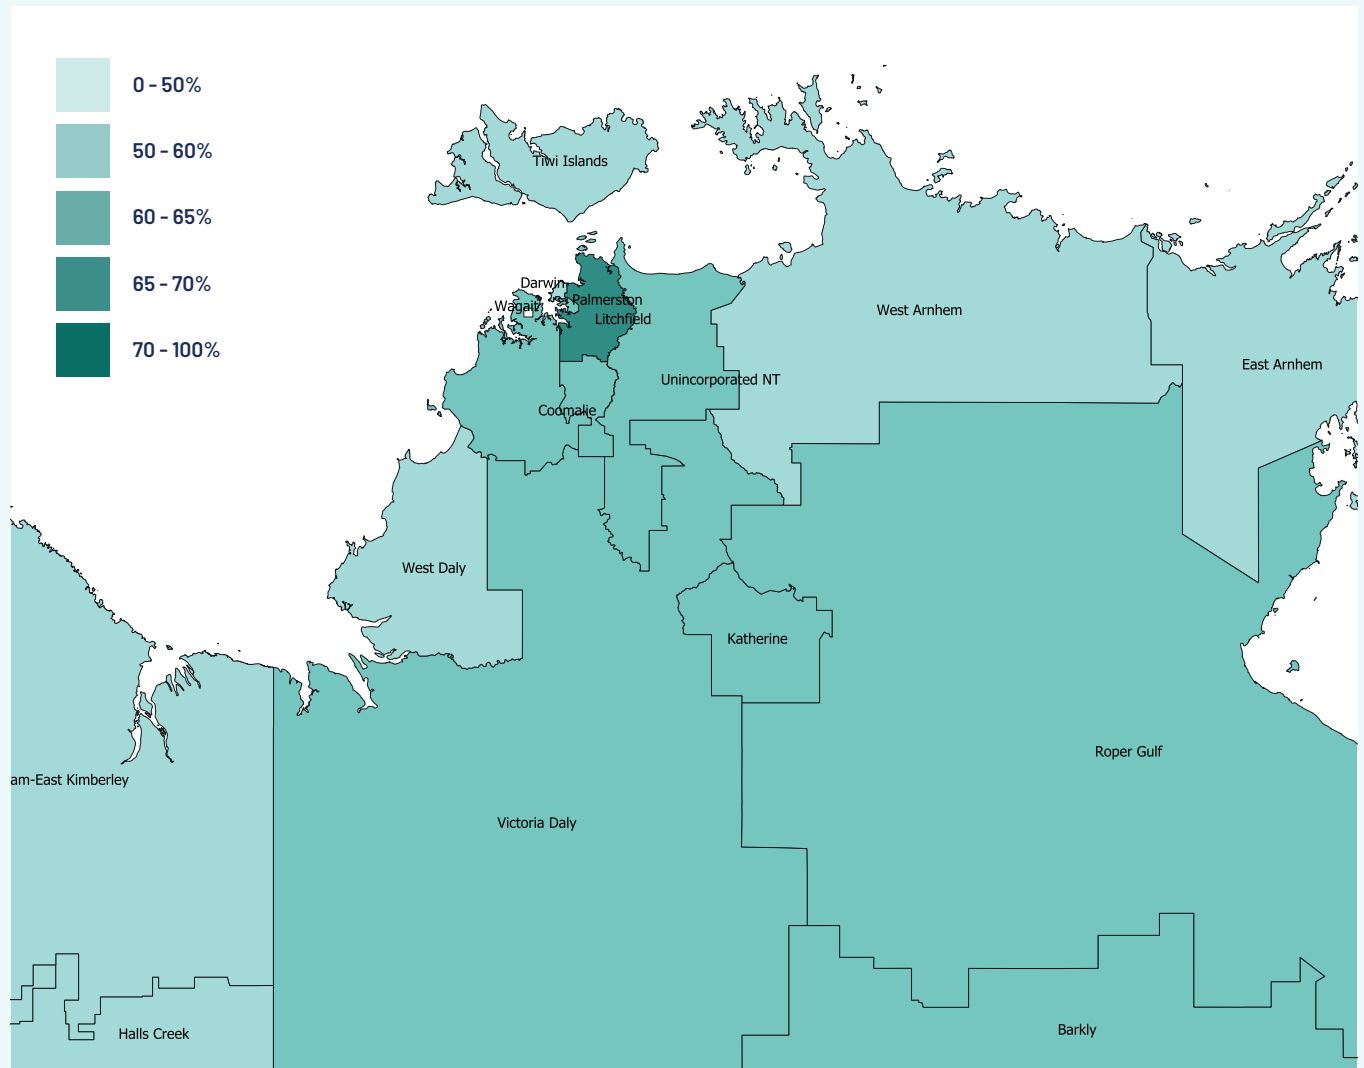 0 - 50%
50 - 60%
60 - 65%
65 - 70%
70 - 100%
Tiwi Islands
Darwin
Wagait
Palmerston
Litchfield
West Arnhem
East Arnhem
Unincorporated NT
Coomalie
West Daly
Katherine
Roper Gulf
am-East Kimberley
Victoria Daly
Halls Creek
Barkly